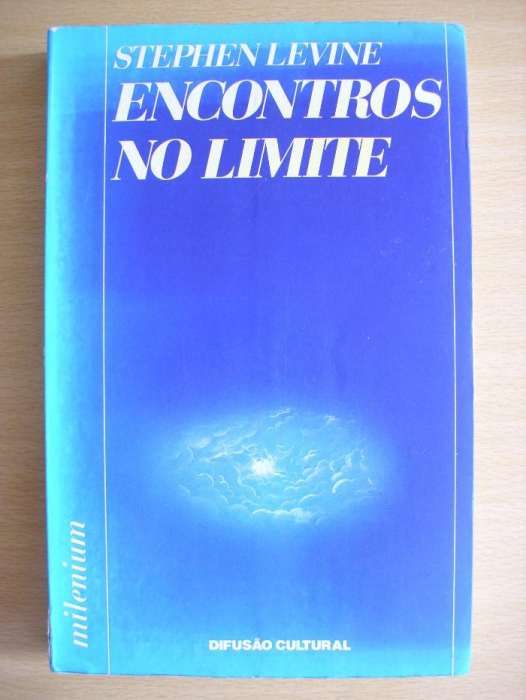 STEPHEN LEVINE
ENCONTROS
NO LIMITE
milenium
DIFUSÃO CULTURAL